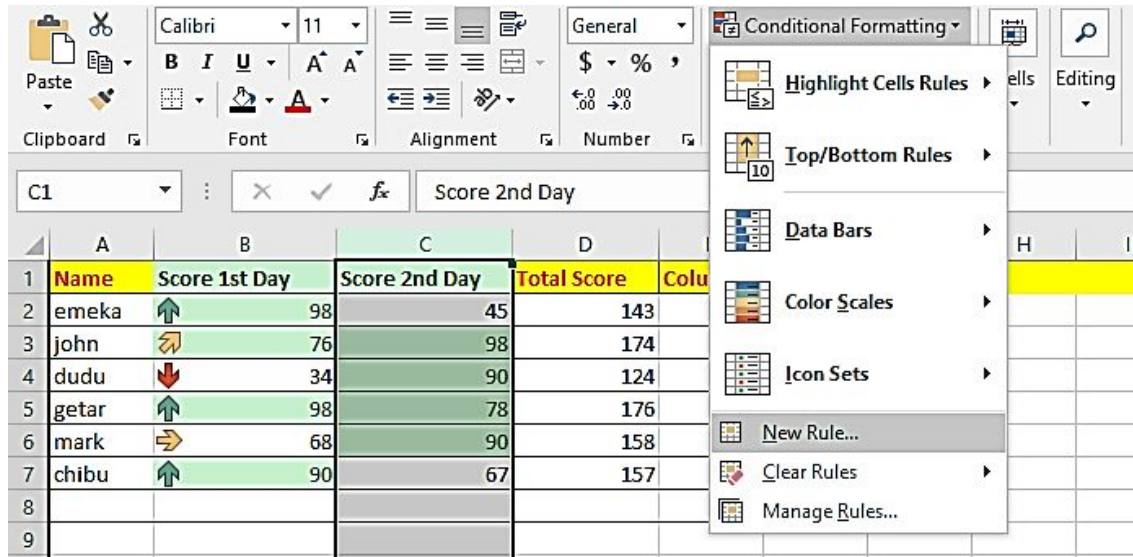 Calibri 11 General Conditional Formatting
B I U A A $ % ,
Paste ells Editing
Clipboard Font Alignment Number
Highlight Cells Rules
Top/Bottom Rules
10
Data Bars
Color Scales
Icon Sets
New Rule...
Clear Rules
Manage Rules...
C1 fx Score 2nd Day
A B C D H I
1 Name Score 1st Day Score 2nd Day Total Score Colu
2 emeka 98 45 143
3 john 76 98 174
4 dudu 34 90 124
5 getar 98 78 176
6 mark 68 90 158
7 chibu 90 67 157
8
9